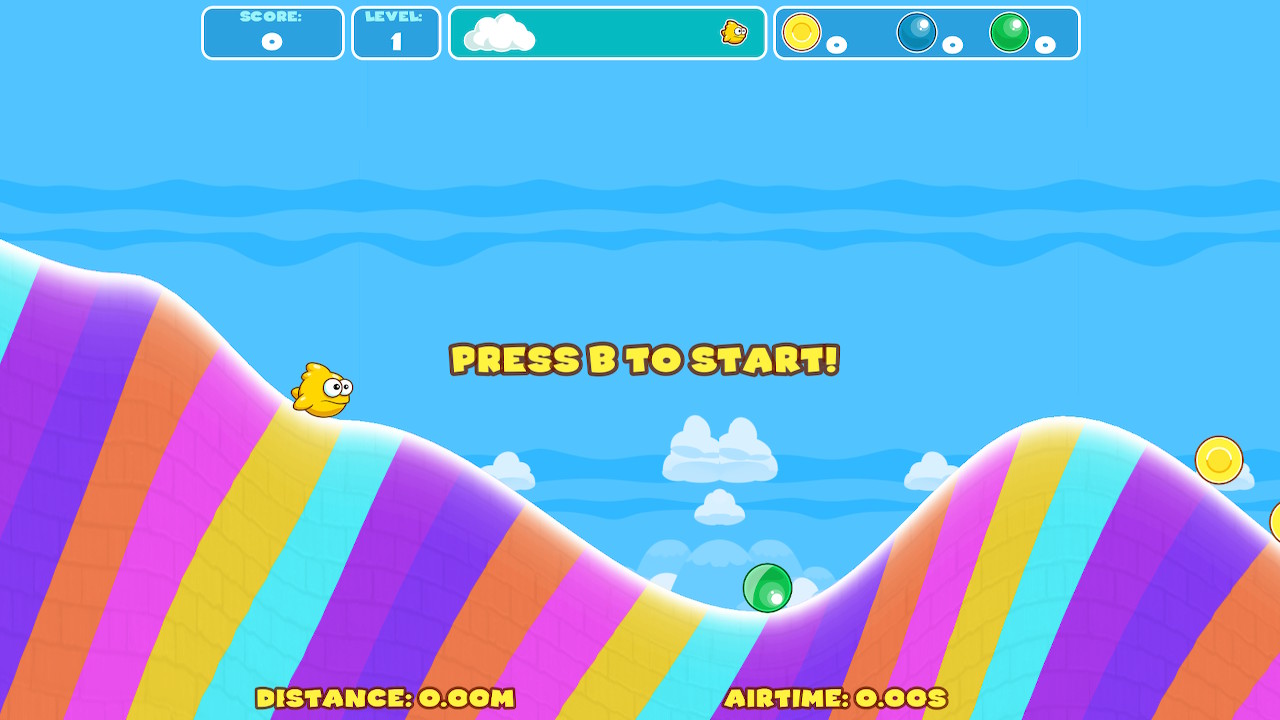 SCORE:
0
LEVEL:
1
0
0
0
PRESS B TO START!
DISTANCE: 0.00M
AIRTIME: 0.00S